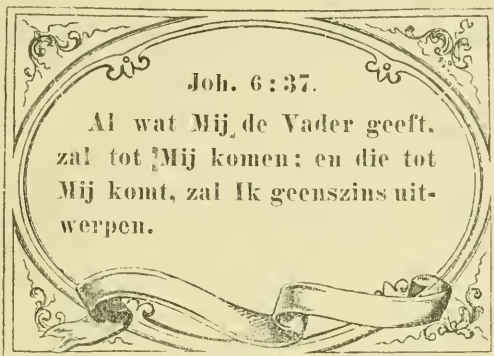 Joh. 6:37.
Al wat Mij de Vader geeft,
zal tot Mij komen; en die tot
Mij komt, zal Ik geenszins uit-
werpen.